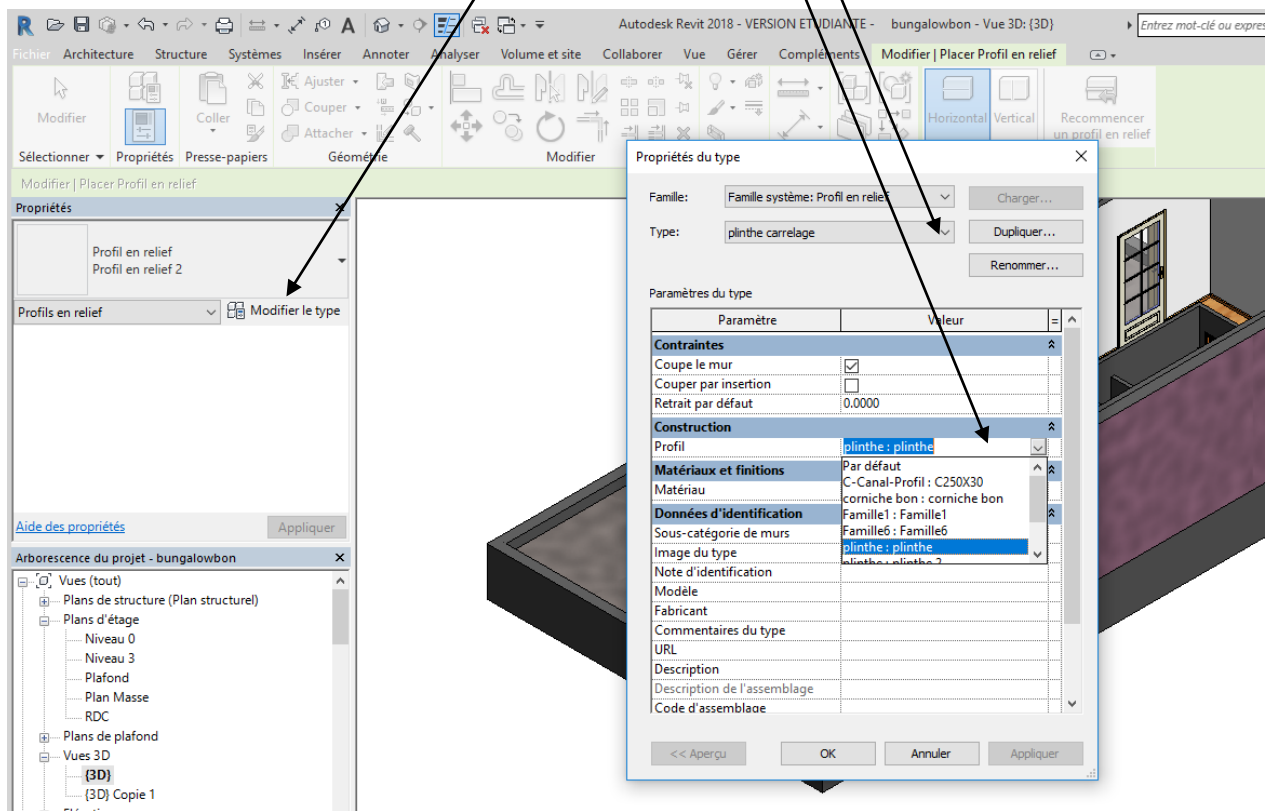 Autodesk Revit 2018 - VERSION ETUDIANTE - bungalowbon - Vue 3D: {3D}
Entrez mot-clé ou expres
Fichier Architecture Structure Systèmes Insérer Annoter Analyser Volume et site Collaborer Vue Gérer Compléments Modifier | Placer Profil en relief
Modifier
Coller
Ajuster
Couper
Attacher
Horizontal Vertical
Recommencer
un profil en relief
Sélectionner Propriétés Presse-papiers Géométrie Modifier
Modifier | Placer Profil en relief
Propriétés
Profil en relief
Profil en relief 2
Profils en relief Modifier le type
Aide des propriétés Appliquer
Arborescence du projet - bungalowbon
Vues (tout)
Plans de structure (Plan structurel)
Plans d'étage
Niveau 0
Niveau 3
Plafond
Plan Masse
RDC
Plans de plafond
Vues 3D
{3D}
{3D} Copie 1
Propriétés du type
Famille: Famille système: Profil en relief Charger...
Type: plinthe carrelage Dupliquer...
Renommer...
Paramètres du type
Paramètre Valeur =
Contraintes
Coupe le mur
Couper par insertion
Retrait par défaut 0.0000
Construction
Profil plinthe : plinthe
Par défaut
C-Canal-Profil : C250X30
corniche bon : corniche bon
Famille1 : Famille1
Famille6 : Famille6
plinthe : plinthe
plinthe : plinthe 2
Matériaux et finitions
Matériau
Données d'identification
Sous-catégorie de murs
Image du type
Note d'identification
Modèle
Fabricant
Commentaires du type
URL
Description
Description de l'assemblage
Code d'assemblage
<< Aperçu OK Annuler Appliquer